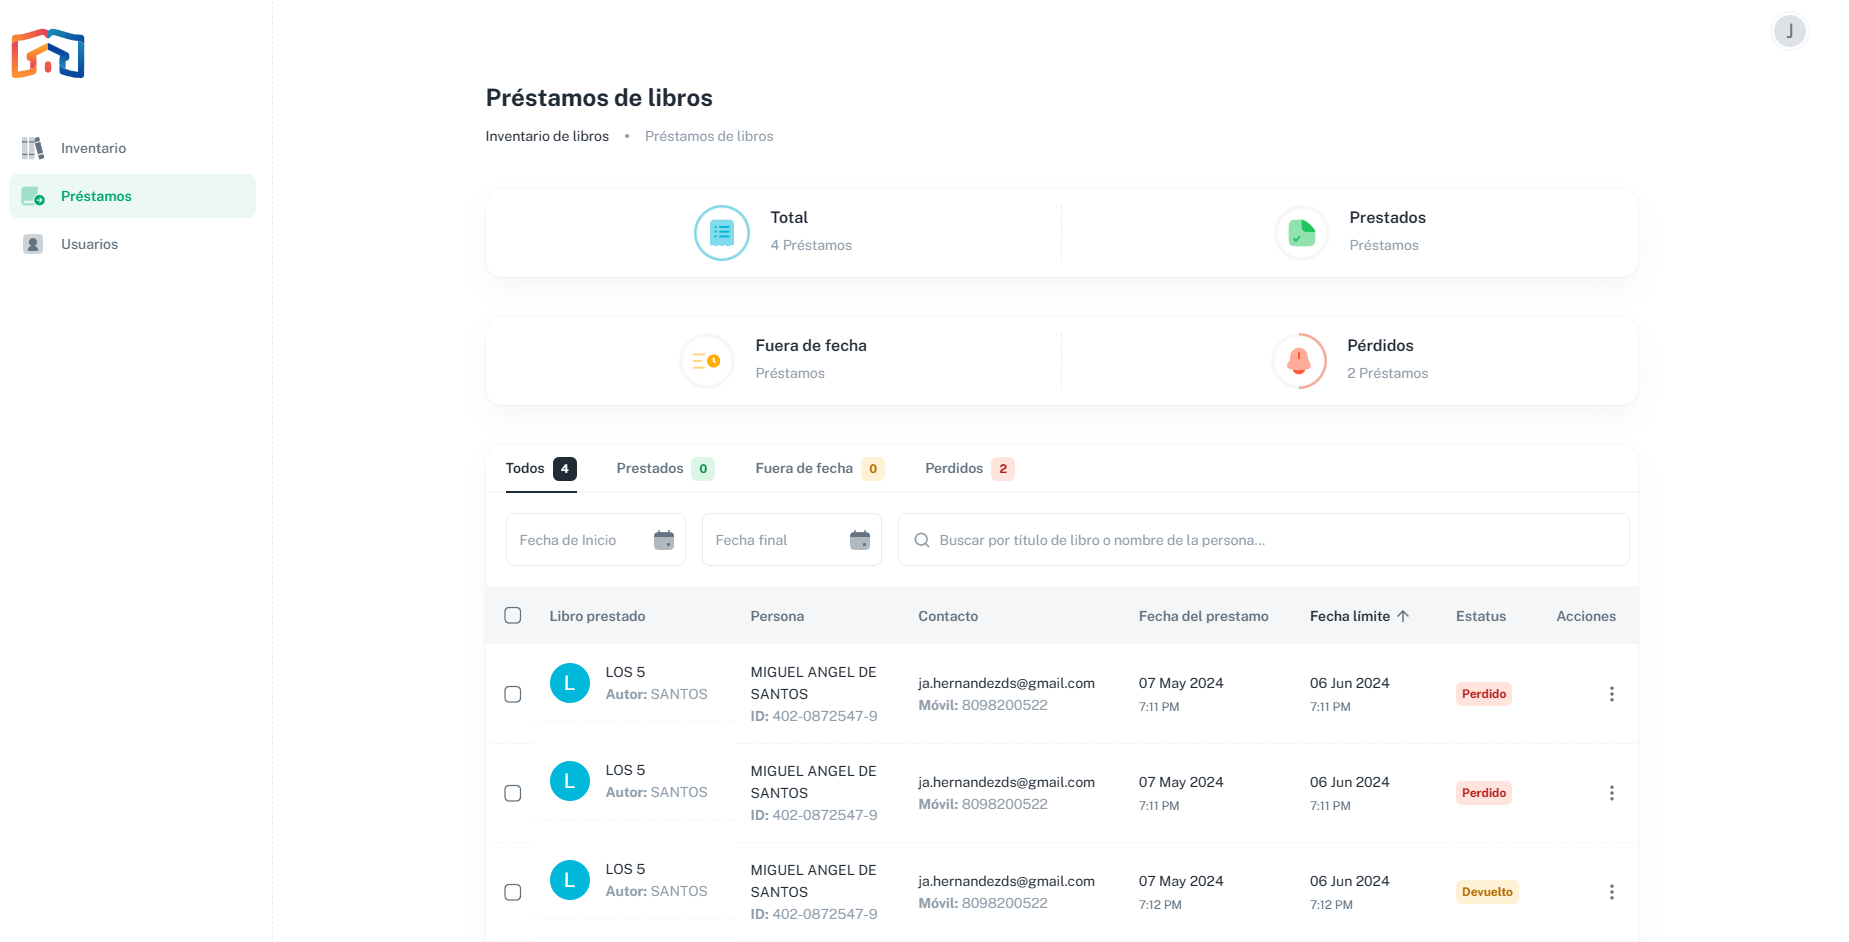 J
Préstamos de libros
Inventario de libros • Préstamos de libros
Inventario
Préstamos
Usuarios
Total
4 Préstamos
Prestados
Préstamos
Fuera de fecha
Préstamos
Pérdidos
2 Préstamos
Todos 4 Prestados 0 Fuera de fecha 0 Perdidos 2
Fecha de Inicio Fecha final Buscar por título de libro o nombre de la persona...
Libro prestado Persona Contacto Fecha del prestamo Fecha límite Estatus Acciones
L
LOS 5
Autor: SANTOS
MIGUEL ANGEL DE
SANTOS
ID: 402-0872547-9
ja.hernandezds@gmail.com
Móvil: 8098200522
07 May 2024
7:11 PM
06 Jun 2024
7:11 PM
Perdido
L
LOS 5
Autor: SANTOS
MIGUEL ANGEL DE
SANTOS
ID: 402-0872547-9
ja.hernandezds@gmail.com
Móvil: 8098200522
07 May 2024
7:11 PM
06 Jun 2024
7:11 PM
Perdido
L
LOS 5
Autor: SANTOS
MIGUEL ANGEL DE
SANTOS
ID: 402-0872547-9
ja.hernandezds@gmail.com
Móvil: 8098200522
07 May 2024
7:12 PM
06 Jun 2024
7:12 PM
Devuelto